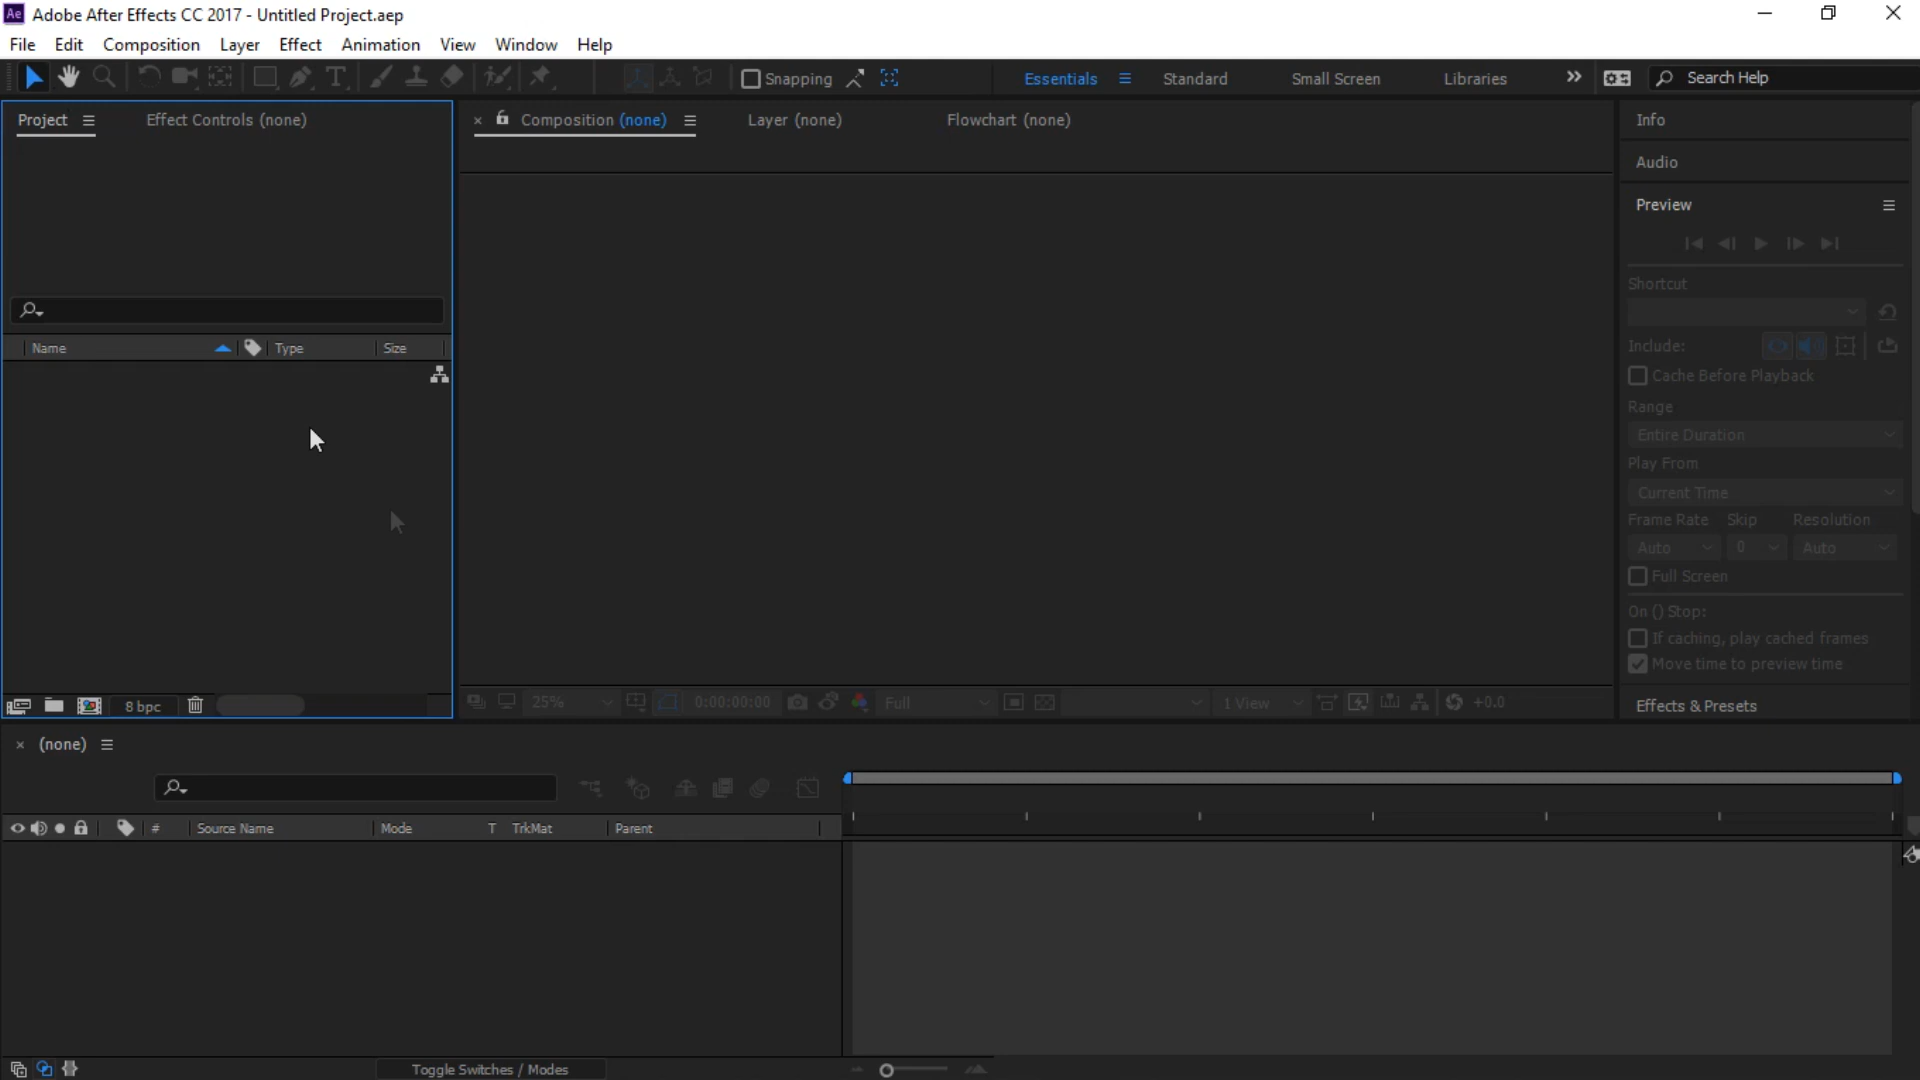 Ae Adobe After Effects CC 2017 - Untitled Project.aep
File Edit Composition Layer Effect Animation View Window Help
T Snapping Essentials Standard Small Screen Libraries Search Help
Project Effect Controls (none)
Composition (none) Layer (none) Flowchart (none)
Info
Audio
Preview
Shortcut
Include:
Cache Before Playback
Range
Entire Duration
Play From
Current Time
Frame Rate Skip Resolution
Auto 0 Auto
Full Screen
On () Stop:
If caching, play cached frames
Move time to preview time
Effects & Presets
Name Type Size
8 bpc
25% 0:00:00:00 Full 1 View +0.0
(none)
# Source Name Mode T TrkMat Parent
Toggle Switches / Modes